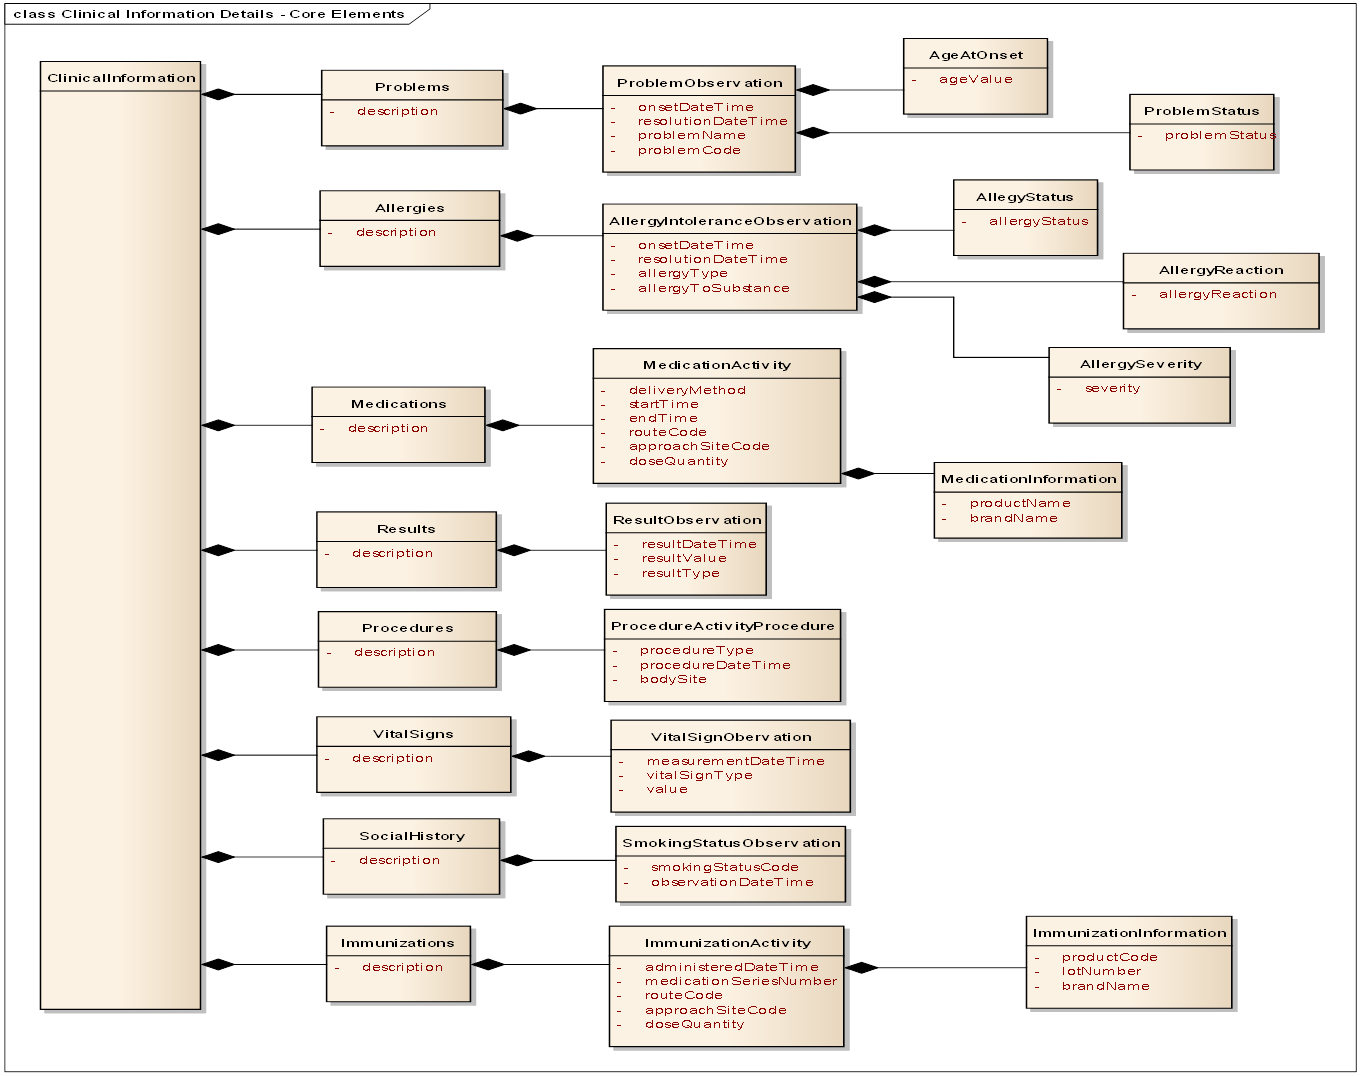 class Clinical Information Details - Core Elements
ClinicalInformation
Problems
- description
ProblemObservation
- onsetDateTime
- resolutionDateTime
- problemName
- problemCode
AgeAtOnset
- ageValue
ProblemStatus
- problemStatus
Allergies
- description
AllergyIntoleranceObservation
- onsetDateTime
- resolutionDateTime
- allergyType
- allergyToSubstance
AllegyStatus
- allergyStatus
AllergyReaction
- allergyReaction
AllergySeverity
- severity
Medications
- description
MedicationActivity
- deliveryMethod
- startTime
- endTime
- routeCode
- approachSiteCode
- doseQuantity
MedicationInformation
- productName
- brandName
Results
- description
ResultObservation
- resultDateTime
- resultValue
- resultType
Procedures
- description
ProcedureActivityProcedure
- procedureType
- procedureDateTime
- bodySite
VitalSigns
- description
VitalSignObervation
- measurementDateTime
- vitalSignType
- value
SocialHistory
- description
SmokingStatusObservation
- smokingStatusCode
- observationDateTime
Immunizations
- description
ImmunizationActivity
- administeredDateTime
- medicationSeriesNumber
- routeCode
- approachSiteCode
- doseQuantity
ImmunizationInformation
- productCode
- lotNumber
- brandName